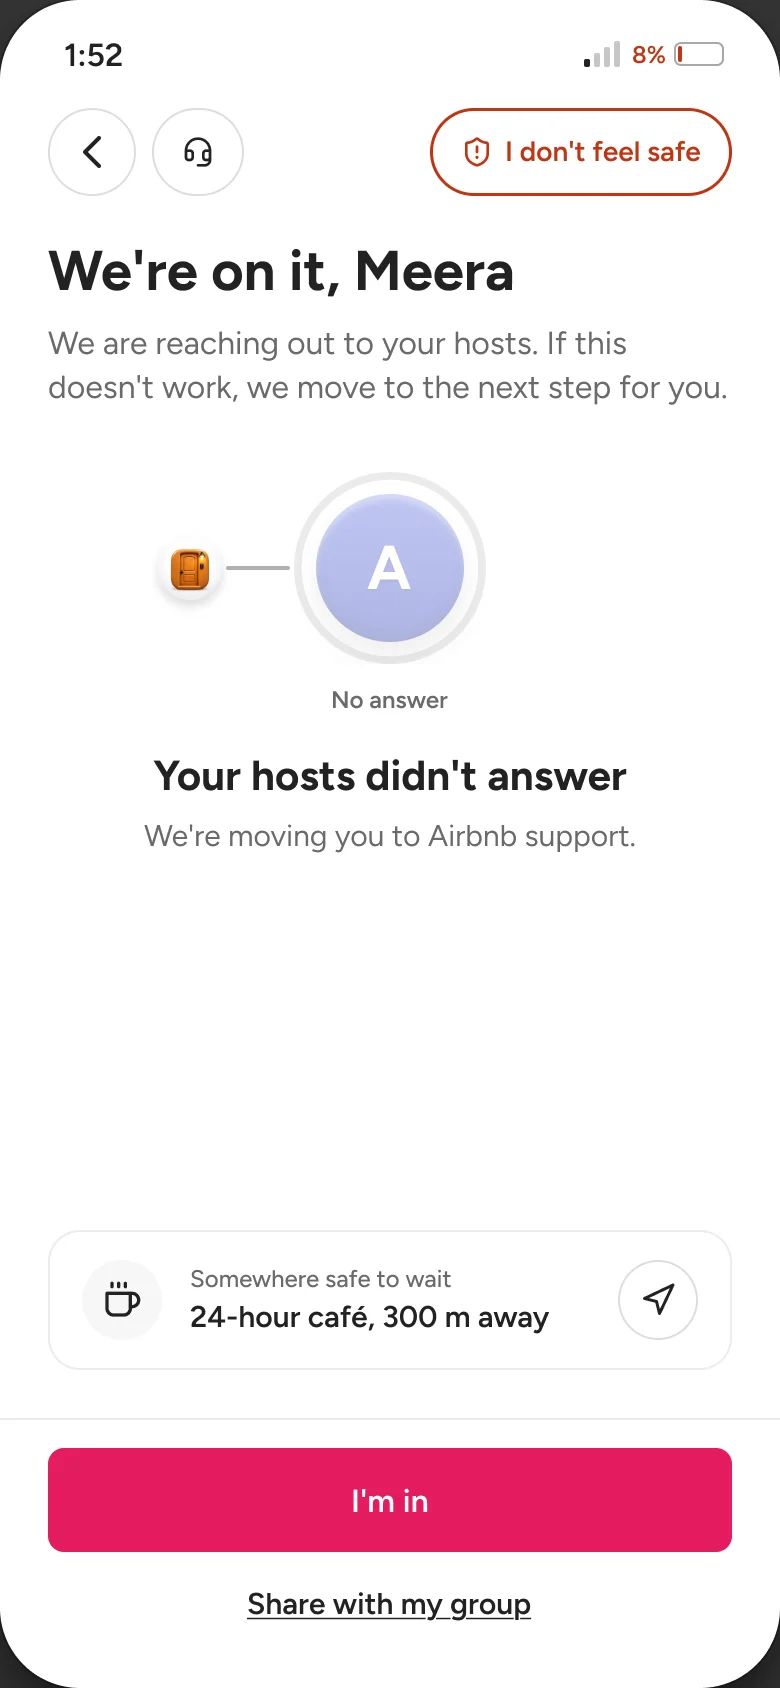 1:52
8%
I don't feel safe
We're on it, Meera
We are reaching out to your hosts. If this
doesn't work, we move to the next step for you.
A
No answer
Your hosts didn't answer
We're moving you to Airbnb support.
Somewhere safe to wait
24-hour café, 300 m away
I'm in
Share with my group